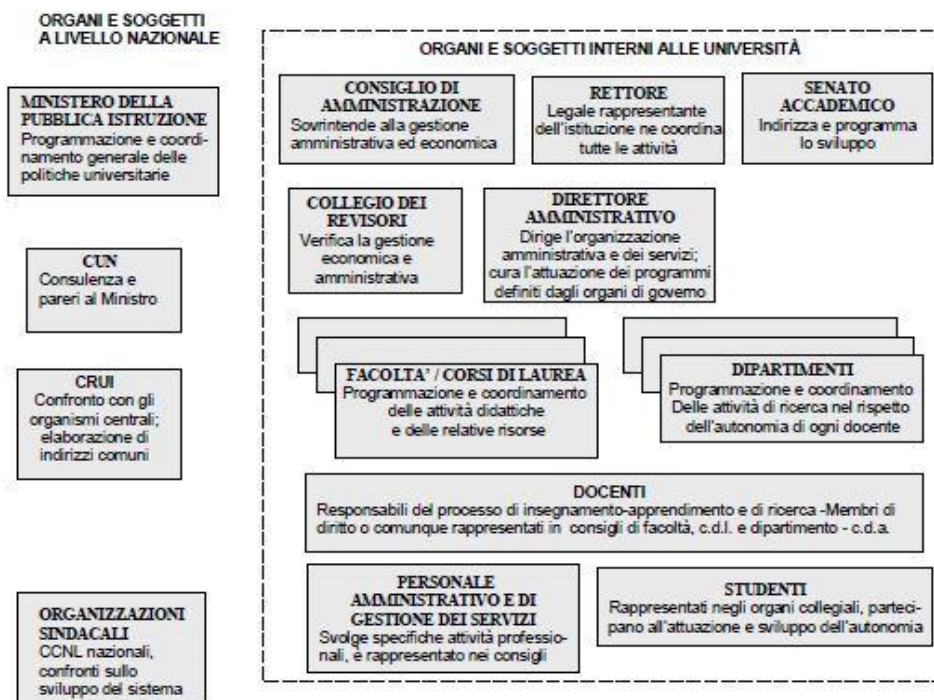 ORGANI E SOGGETTI
A LIVELLO NAZIONALE
MINISTERO DELLA
PUBBLICA ISTRUZIONE
Programmazione e coordi-
namento generale delle
politiche universitarie
CUN
Consulenza e
pareri al Ministro
CRUI
Confronto con gli
organismi centrali;
elaborazione di
indirizzi comuni
ORGANIZZAZIONI
SINDACALI
CCNL nazionali,
confronti sullo
sviluppo del sistema
ORGANI E SOGGETTI INTERNI ALLE UNIVERSITÀ
CONSIGLIO DI
AMMINISTRAZIONE
Sovrintende alla gestione
amministrativa ed economica
RETTORE
Legale rappresentante
dell'istituzione ne coordina
tutte le attività
SENATO
ACCADEMICO
Indirizza e programma
lo sviluppo
COLLEGIO DEI
REVISORI
Verifica la gestione
economica e
amministrativa
DIRETTORE
AMMINISTRATIVO
Dirige l'organizzazione
amministrativa e dei servizi;
cura l'attuazione dei programmi
definiti dagli organi di governo
FACOLTA' / CORSI DI LAUREA
Programmazione e coordinamento
delle attività didattiche
e delle relative risorse
DIPARTIMENTI
Programmazione e coordinamento
Delle attività di ricerca nel rispetto
dell'autonomia di ogni docente
DOCENTI
Responsabili del processo di insegnamento-apprendimento e di ricerca -Membri di
diritto o comunque rappresentati in consigli di facoltà, c.d.l. e dipartimento - c.d.a.
PERSONALE
AMMINISTRATIVO E DI
GESTIONE DEI SERVIZI
Svolge specifiche attività professio-
nali, è rappresentato nei consigli
STUDENTI
Rappresentati negli organi collegiali, parteci-
pano all'attuazione e sviluppo dell'autonomia